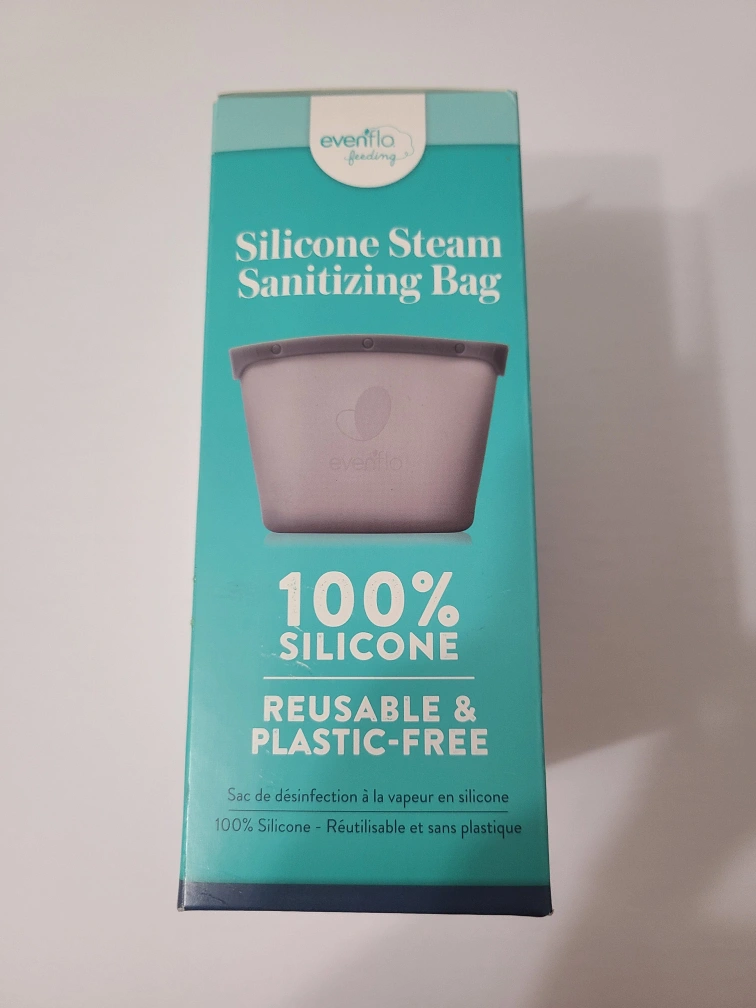 evenflo
feeding
Silicone Steam
Sanitizing Bag
evenflo
100%
SILICONE
REUSABLE &
PLASTIC-FREE
Sac de désinfection à la vapeur en silicone
100% Silicone - Réutilisable et sans plastique